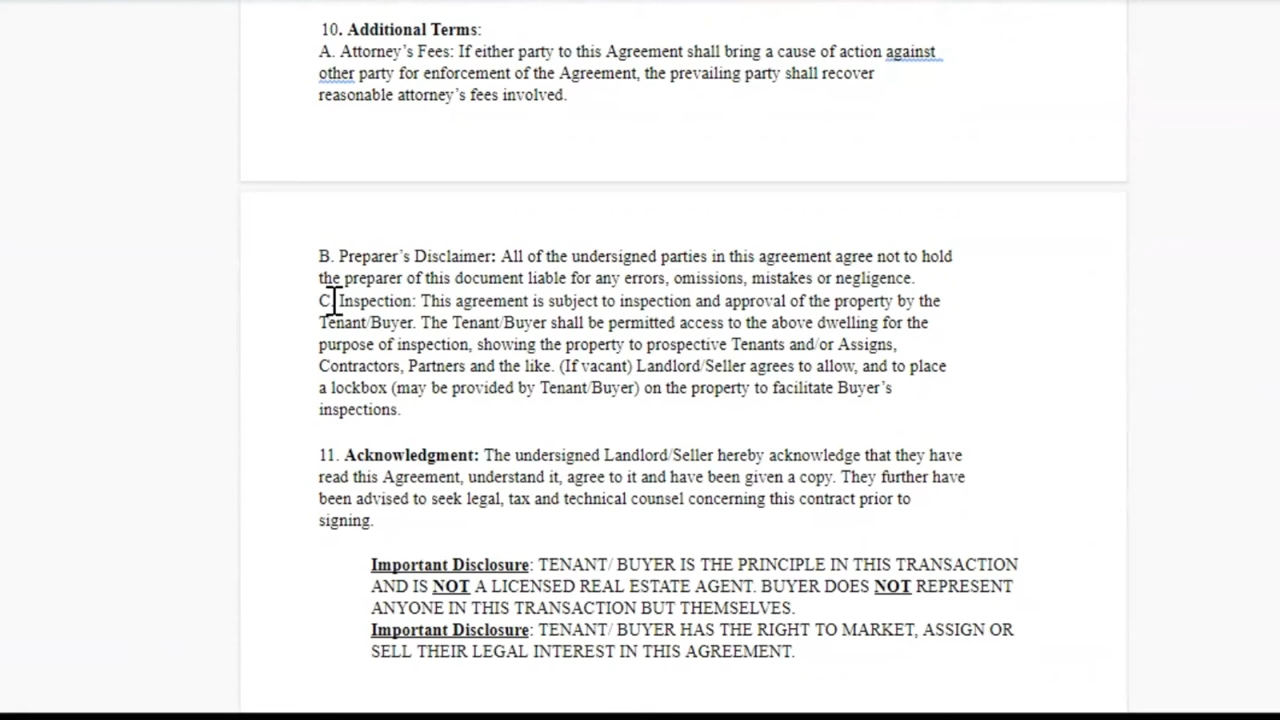 10. Additional Terms:
A. Attorney's Fees: If either party to this Agreement shall bring a cause of action against
other party for enforcement of the Agreement, the prevailing party shall recover
reasonable attorney's fees involved.
B. Preparer's Disclaimer: All of the undersigned parties in this agreement agree not to hold
the preparer of this document liable for any errors, omissions, mistakes or negligence.
C. Inspection: This agreement is subject to inspection and approval of the property by the
Tenant/Buyer. The Tenant/Buyer shall be permitted access to the above dwelling for the
purpose of inspection, showing the property to prospective Tenants and/or Assigns,
Contractors, Partners and the like. (If vacant) Landlord/Seller agrees to allow, and to place
a lockbox (may be provided by Tenant/Buyer) on the property to facilitate Buyer's
inspections.
11. Acknowledgment: The undersigned Landlord/Seller hereby acknowledge that they have
read this Agreement, understand it, agree to it and have been given a copy. They further have
been advised to seek legal, tax and technical counsel concerning this contract prior to
signing.
Important Disclosure: TENANT/ BUYER IS THE PRINCIPLE IN THIS TRANSACTION
AND IS NOT A LICENSED REAL ESTATE AGENT. BUYER DOES NOT REPRESENT
ANYONE IN THIS TRANSACTION BUT THEMSELVES.
Important Disclosure: TENANT/ BUYER HAS THE RIGHT TO MARKET, ASSIGN OR
SELL THEIR LEGAL INTEREST IN THIS AGREEMENT.